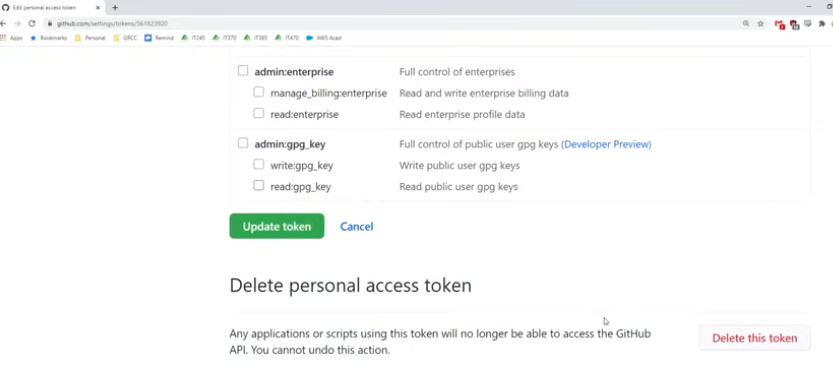 Edit personal access token
github.com/settings/tokens/561823920
Apps Bookmarks Personal GRCC Remind IT245 IT370 IT385 IT470 AWS Acad
admin:enterprise Full control of enterprises
manage_billing:enterprise Read and write enterprise billing data
read:enterprise Read enterprise profile data
admin:gpg_key Full control of public user gpg keys (Developer Preview)
write:gpg_key Write public user gpg keys
read:gpg_key Read public user gpg keys
Update token Cancel
Delete personal access token
Any applications or scripts using this token will no longer be able to access the GitHub
API. You cannot undo this action.
Delete this token